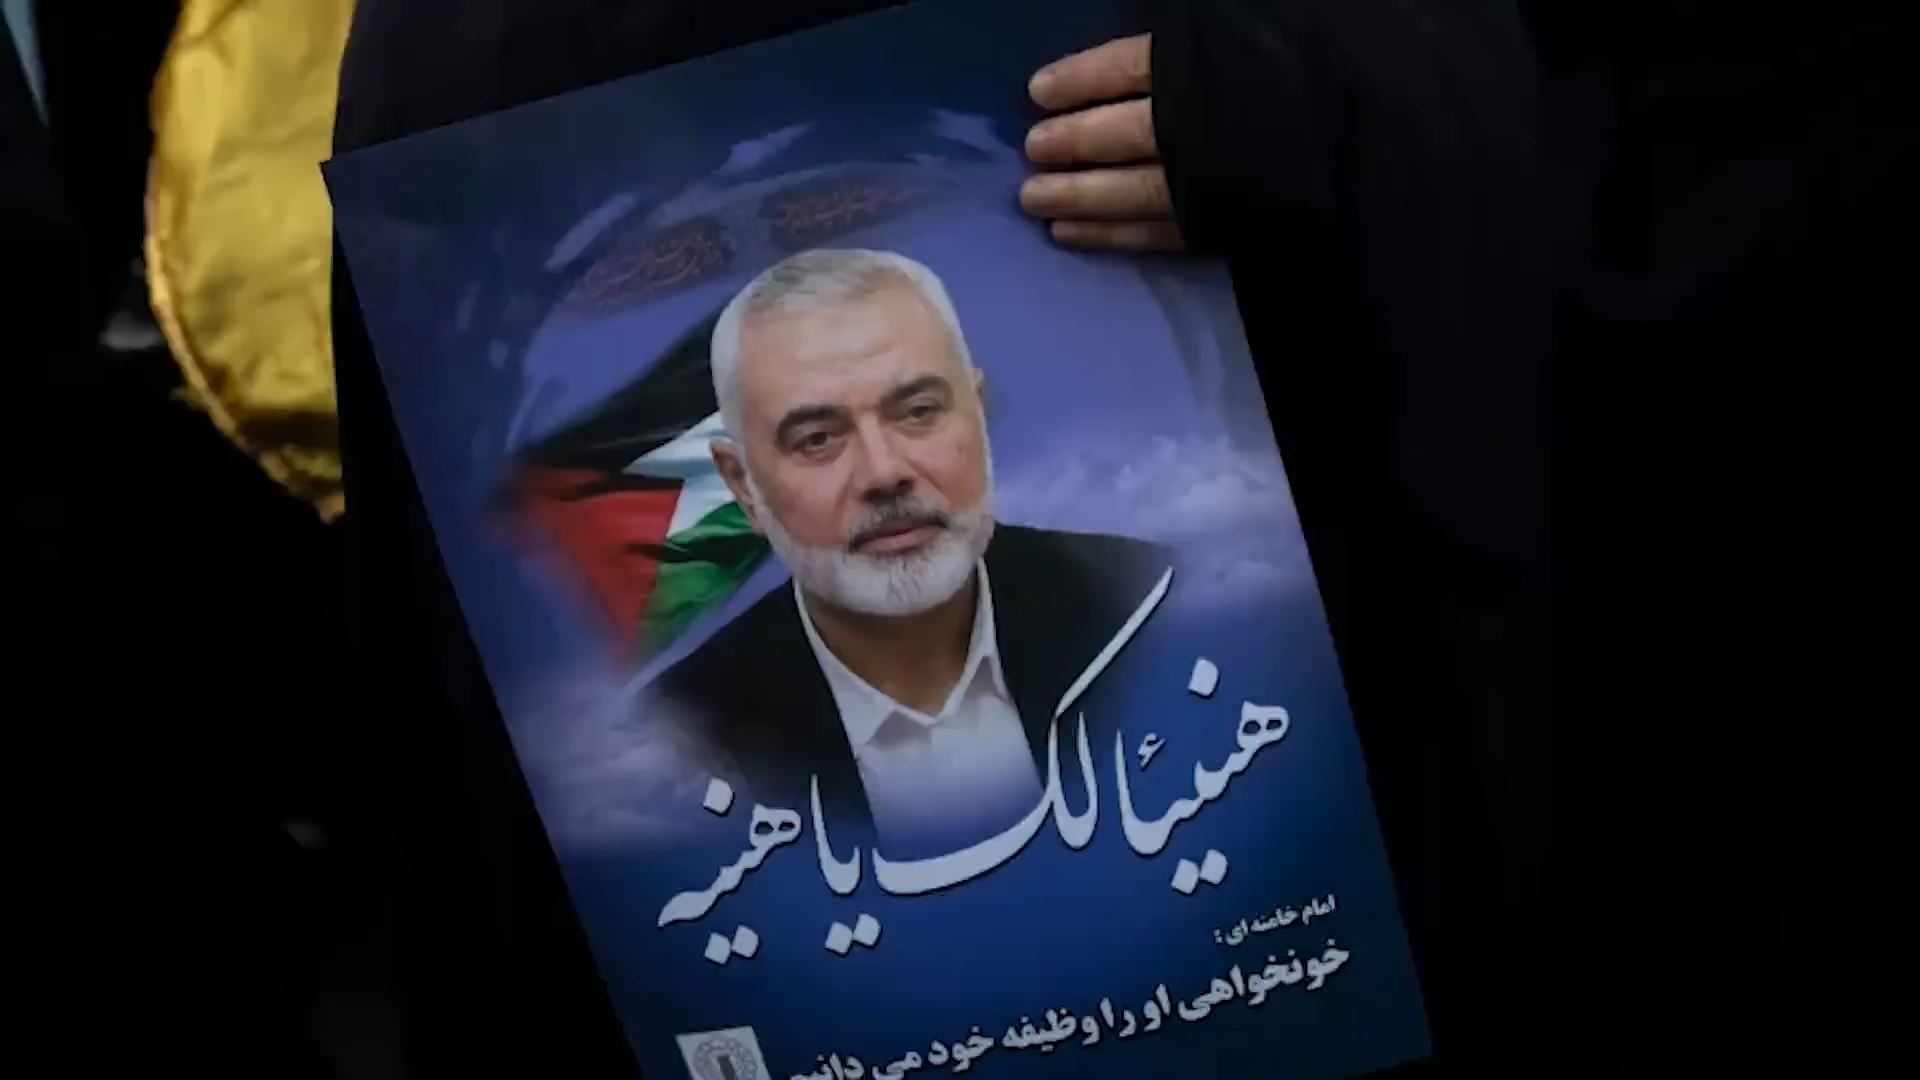 هنیئا لک یا هنیه
امام خامنه ای :
خونخواهی او را وظیفه خود می دانیم